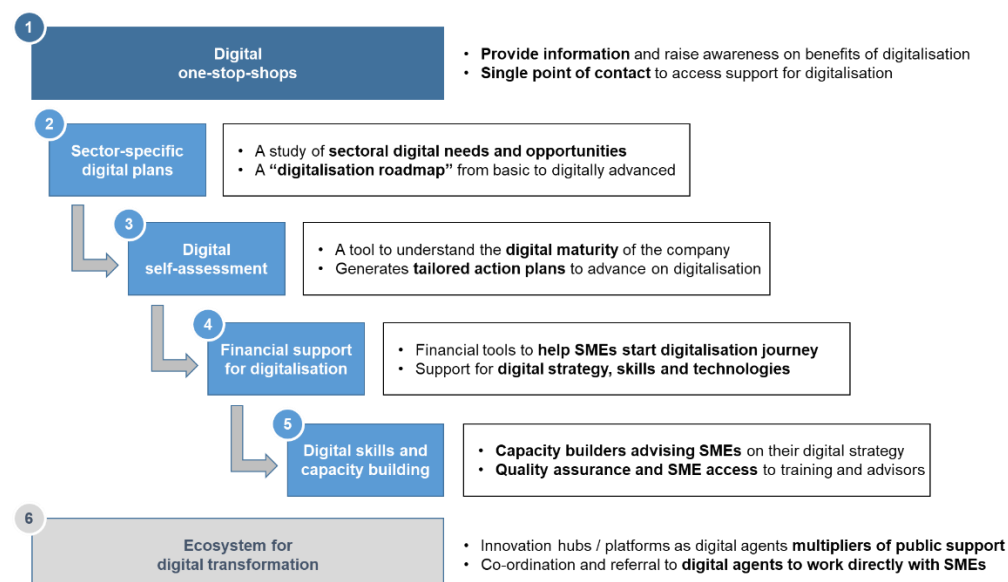 1
Digital
one-stop-shops
• Provide information and raise awareness on benefits of digitalisation
• Single point of contact to access support for digitalisation
2
Sector-specific
digital plans
• A study of sectoral digital needs and opportunities
• A “digitalisation roadmap” from basic to digitally advanced
3
Digital
self-assessment
• A tool to understand the digital maturity of the company
• Generates tailored action plans to advance on digitalisation
4
Financial support
for digitalisation
• Financial tools to help SMEs start digitalisation journey
• Support for digital strategy, skills and technologies
5
Digital skills and
capacity building
• Capacity builders advising SMEs on their digital strategy
• Quality assurance and SME access to training and advisors
6
Ecosystem for
digital transformation
• Innovation hubs / platforms as digital agents multipliers of public support
• Co-ordination and referral to digital agents to work directly with SMEs